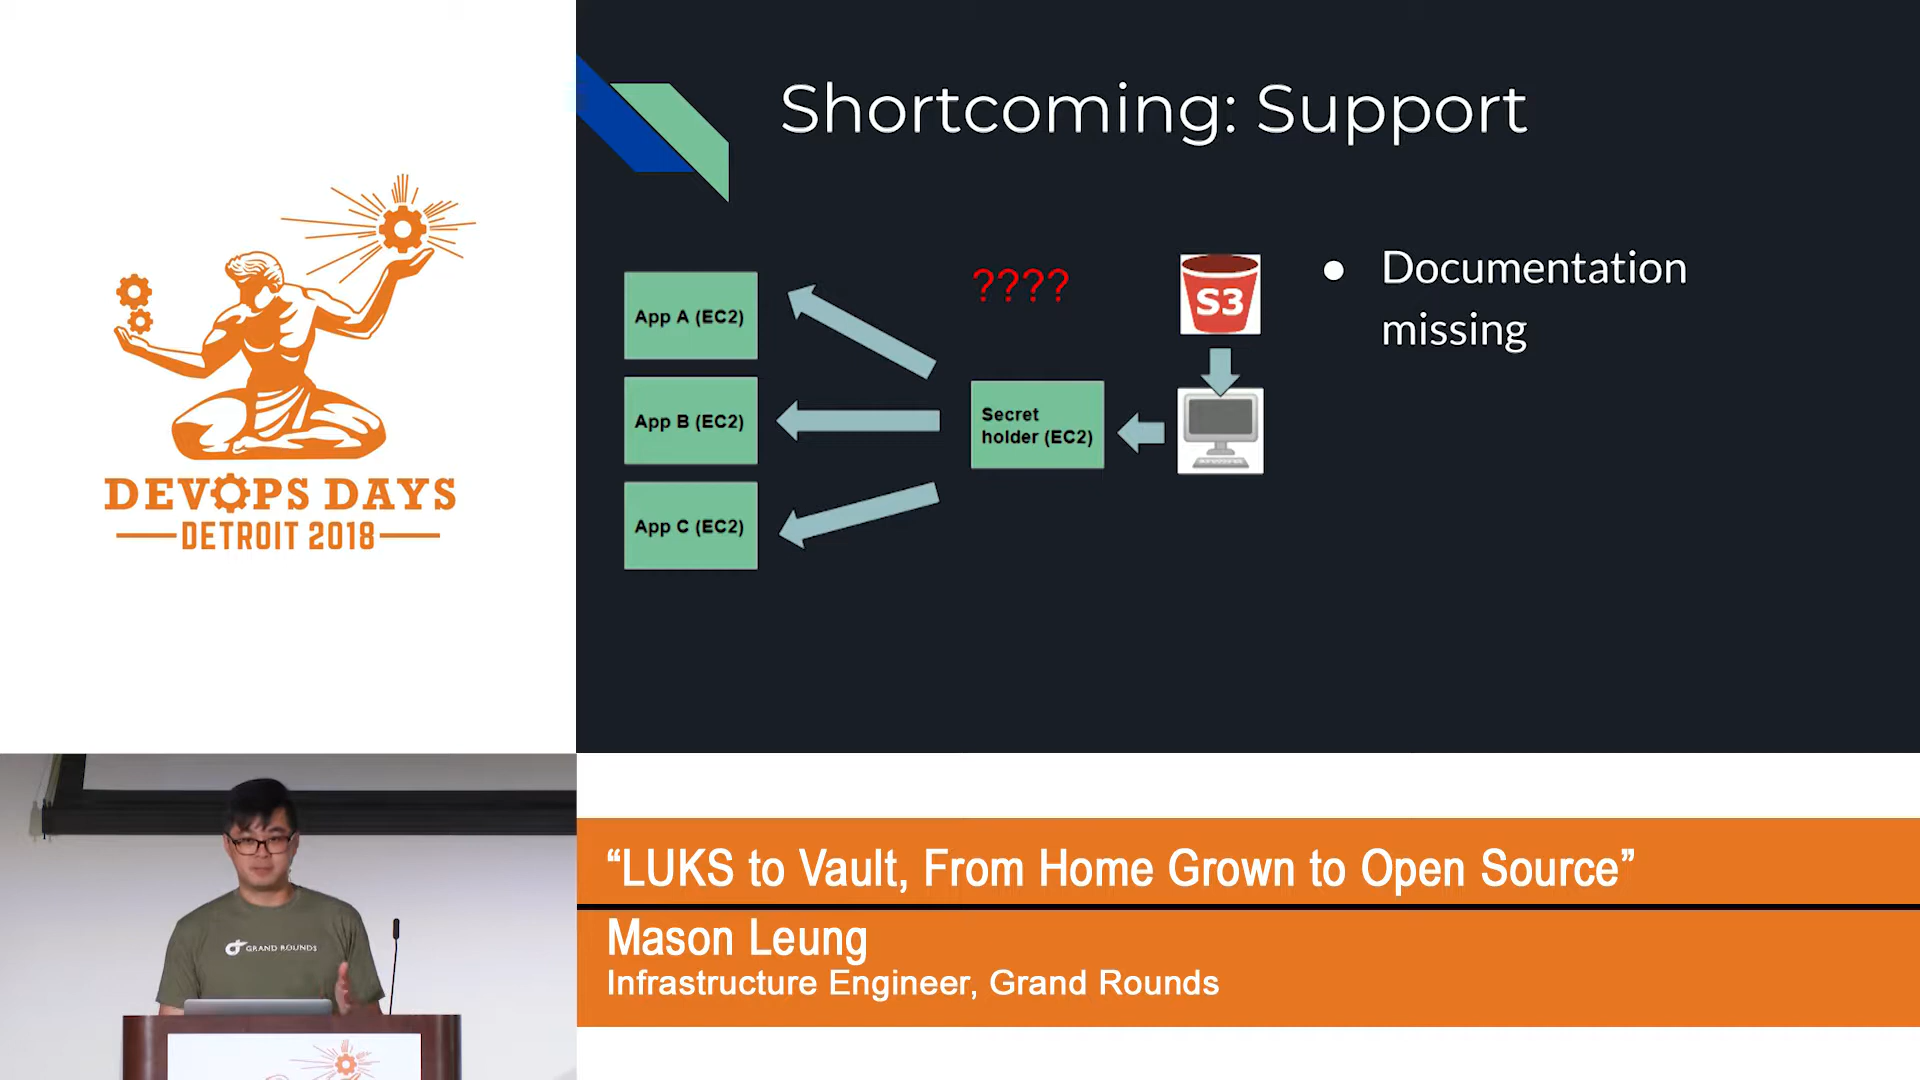 DEVOPS DAYS
DETROIT 2018
Shortcoming: Support
App A (EC2)
App B (EC2)
App C (EC2)
????
Secret
holder (EC2)
S3
● Documentation
missing
GRAND ROUNDS
“LUKS to Vault, From Home Grown to Open Source”
Mason Leung
Infrastructure Engineer, Grand Rounds